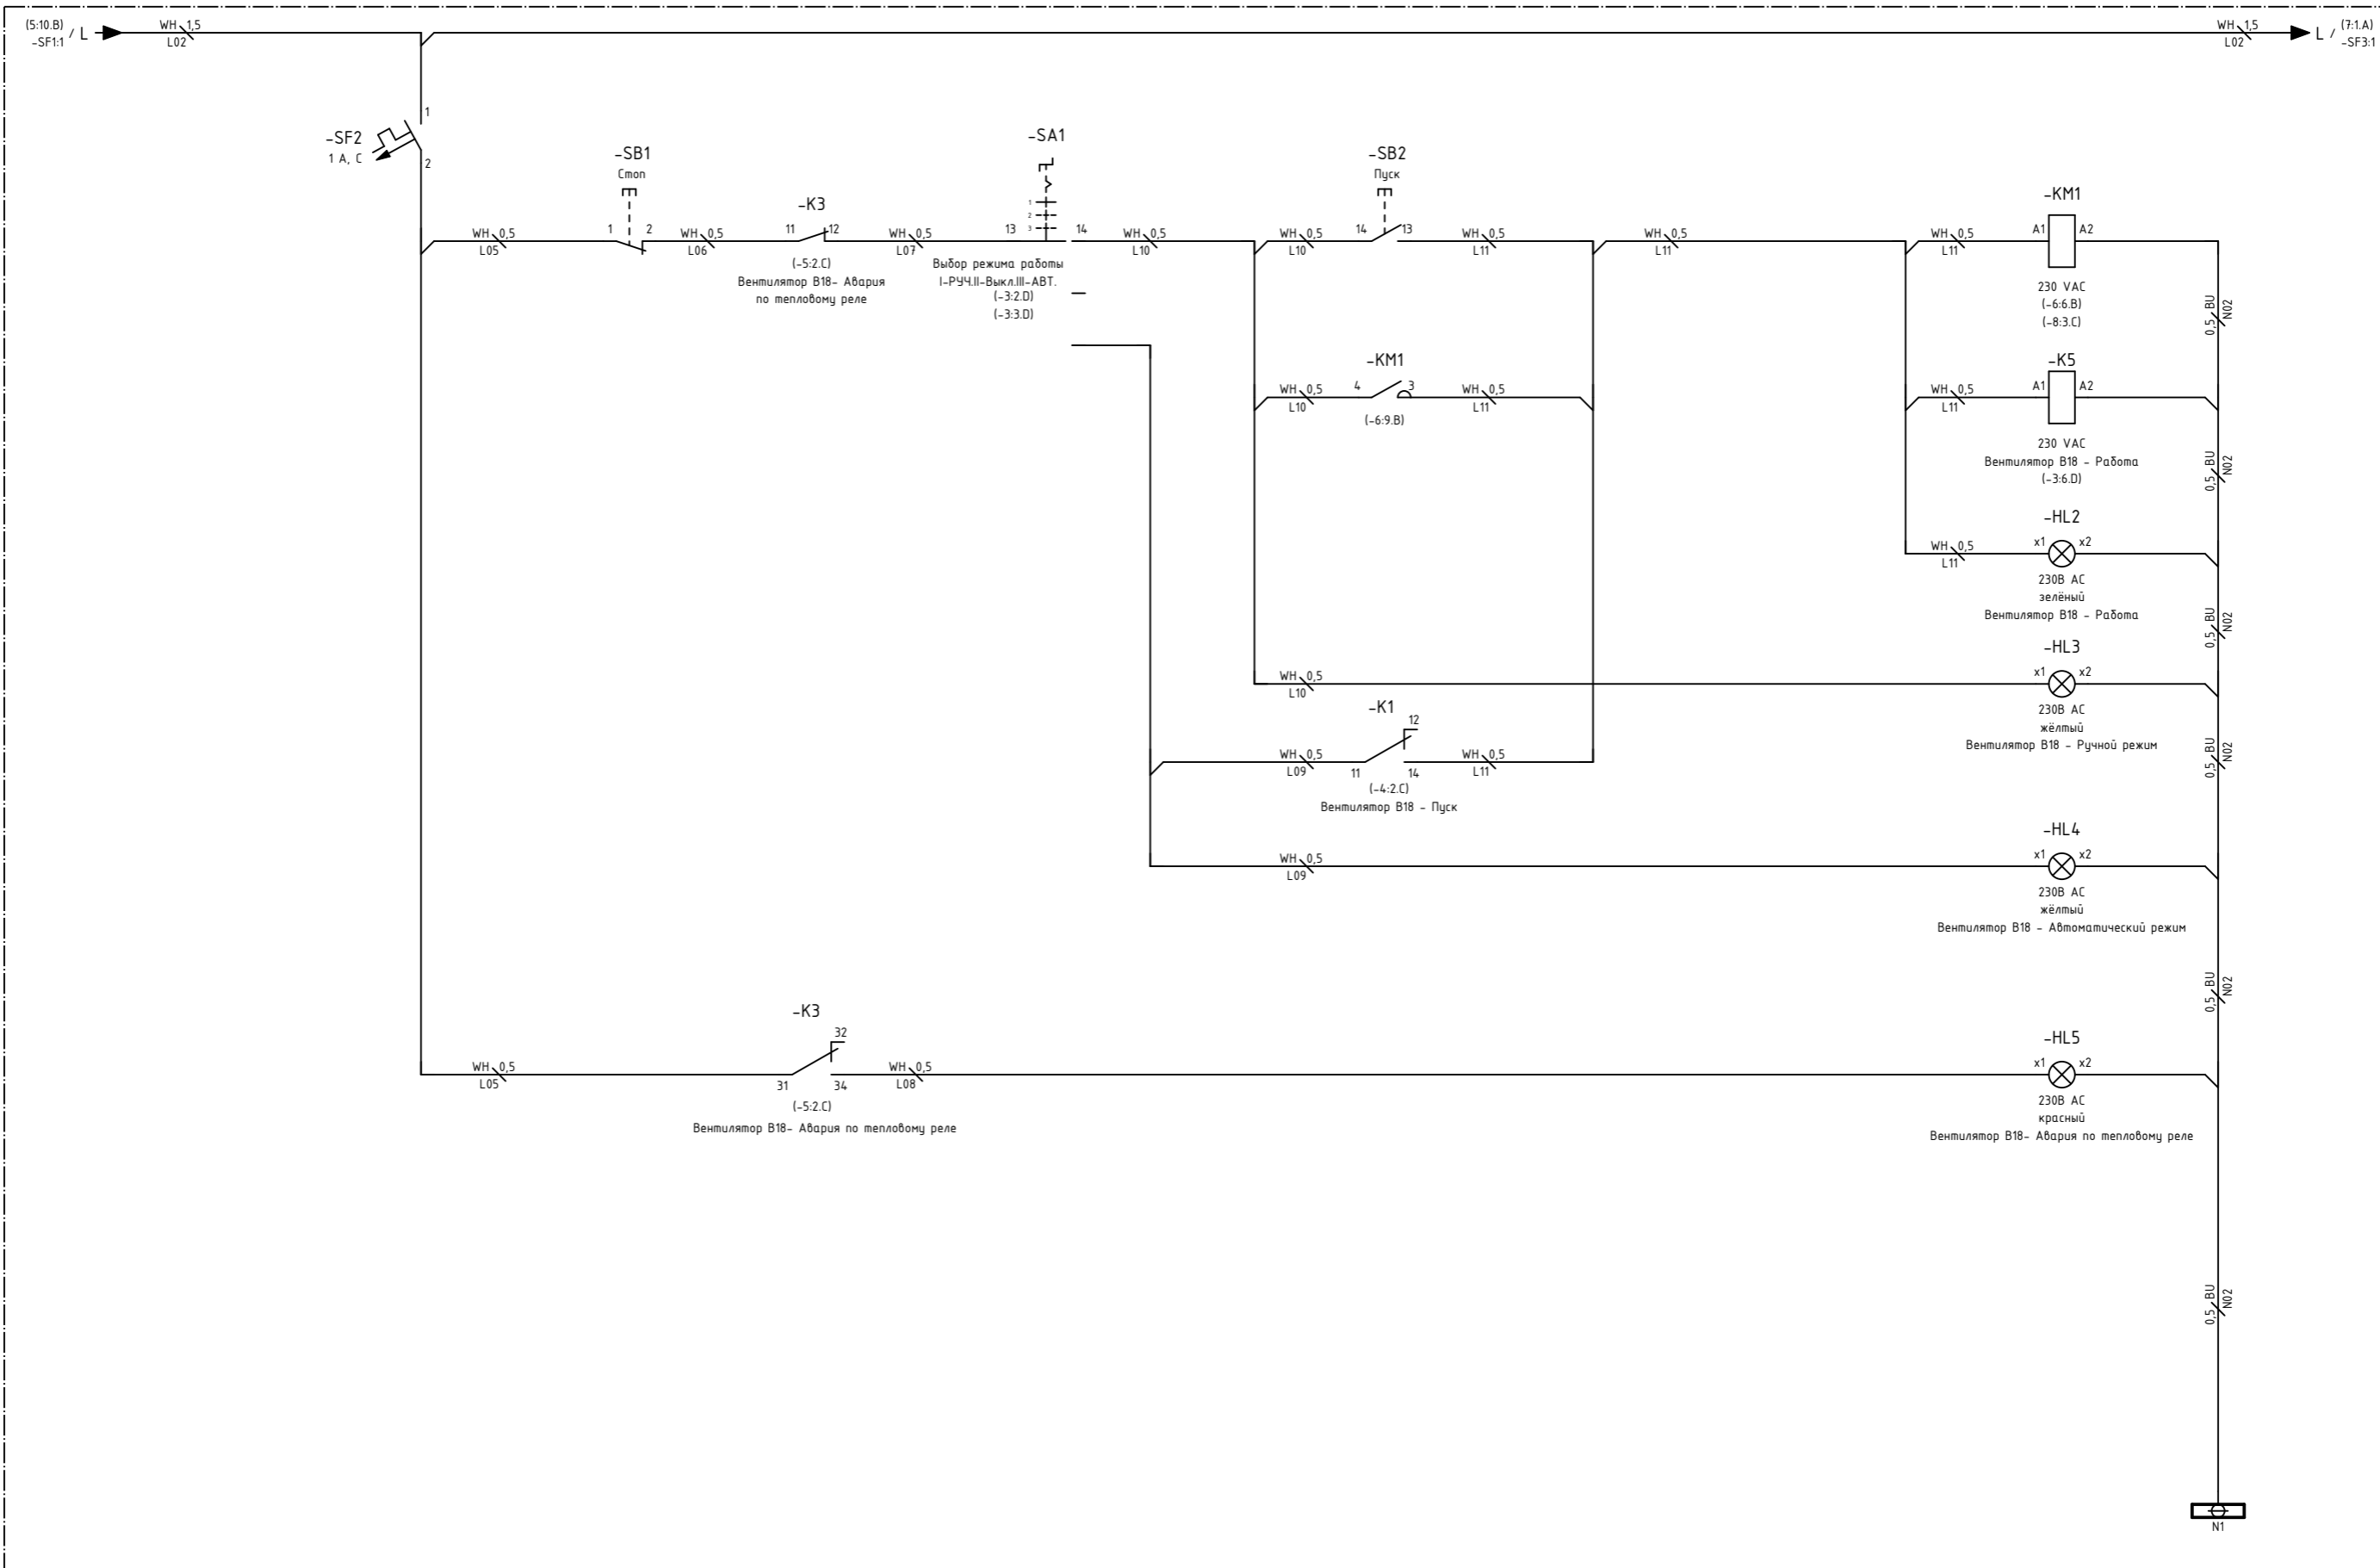 (5:10.B)
-SF1:1 / L
WH 1,5
L02
WH 1,5
L02
L / (7:1.A)
-SF3:1
1
-SF2
1 A, C
2
-SB1
Стоп
-K3
-SA1
-SB2
Пуск
-KM1
1
2
3
WH 0,5
L05
1
2
WH 0,5
L06
11
12
WH 0,5
L07
13
14
WH 0,5
L10
WH 0,5
L10
14
13
WH 0,5
L11
WH 0,5
L11
WH 0,5
L11
A1
A2
(-5:2.C)
Вентилятор В18- Авария
по тепловому реле
Выбор режима работы
I-РУЧ.II-Выкл.III-АВТ.
(-3:2.D)
(-3:3.D)
230 VAC
(-6:6.B)
(-8:3.C)
0,5 BU
N02
-KM1
WH 0,5
L10
4
3
WH 0,5
L11
(-6:9.B)
-K5
WH 0,5
L11
A1
A2
230 VAC
Вентилятор В18 - Работа
(-3:6.D)
0,5 BU
N02
-HL2
WH 0,5
L11
x1
x2
230В AC
зелёный
Вентилятор В18 - Работа
0,5 BU
N02
-HL3
WH 0,5
L10
x1
x2
230В AC
жёлтый
Вентилятор В18 - Ручной режим
0,5 BU
N02
-K1
12
WH 0,5
L09
11
14
WH 0,5
L11
(-4:2.C)
Вентилятор В18 - Пуск
-HL4
WH 0,5
L09
x1
x2
230В AC
жёлтый
Вентилятор В18 - Автоматический режим
0,5 BU
N02
-K3
32
WH 0,5
L05
31
34
WH 0,5
L08
(-5:2.C)
Вентилятор В18- Авария по тепловому реле
-HL5
x1
x2
230В AC
красный
Вентилятор В18- Авария по тепловому реле
0,5 BU
N02
N1